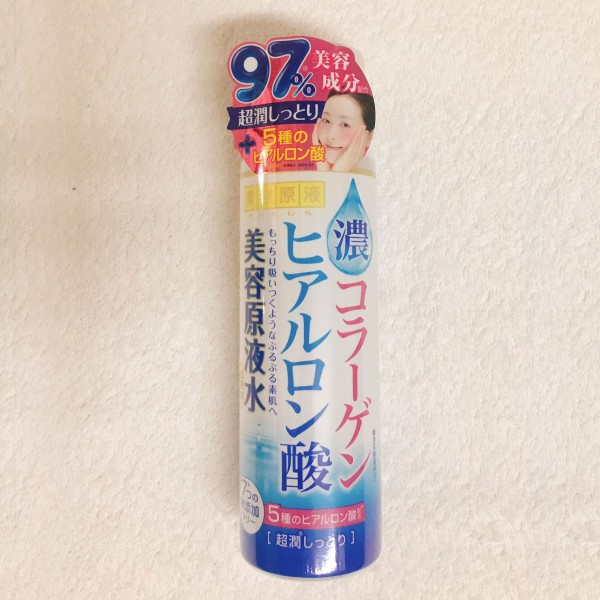 97%
美容
成分
超潤しっとり
+
5種の
ヒアルロン酸
原液
濃
コラーゲン
ヒアルロン酸
もっちり吸いつくようなぷるぷる素肌へ
美容原液水
7つの
5種のヒアルロン酸
[超潤しっとり]